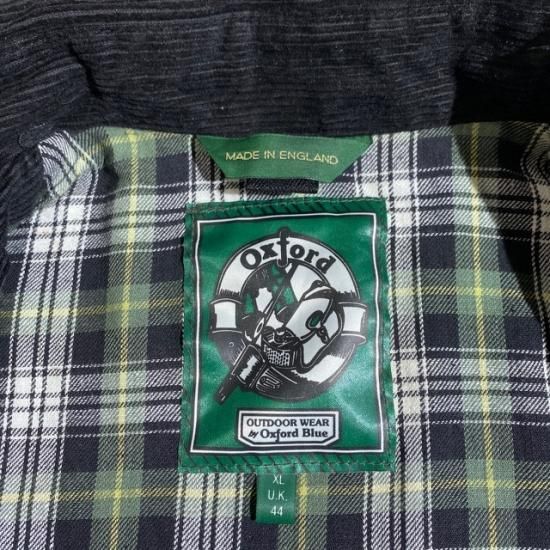 MADE IN ENGLAND
Oxford
OUTDOOR WEAR
by Oxford Blue
XL
U.K.
44